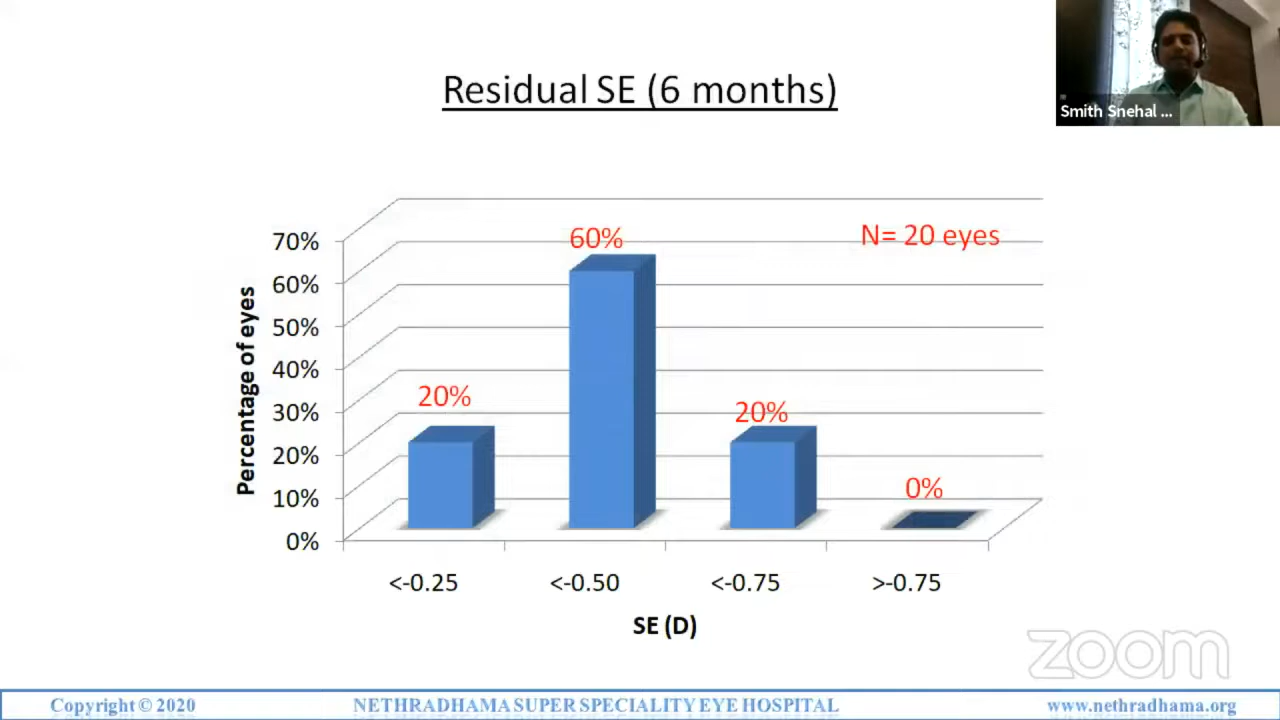 Residual SE (6 months)
Smith Snehal ...
N= 20 eyes
Percentage of eyes
70%
60%
50%
40%
30%
20%
10%
0%
20%
60%
20%
0%
<-0.25
<-0.50
<-0.75
>-0.75
SE (D)
zoom
Copyright © 2020
NETHRADHAMA SUPER SPECIALITY EYE HOSPITAL
www.nethradhama.org